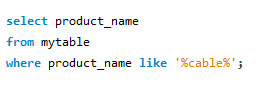 select product_name
from mytable
where product_name like '%cable%';